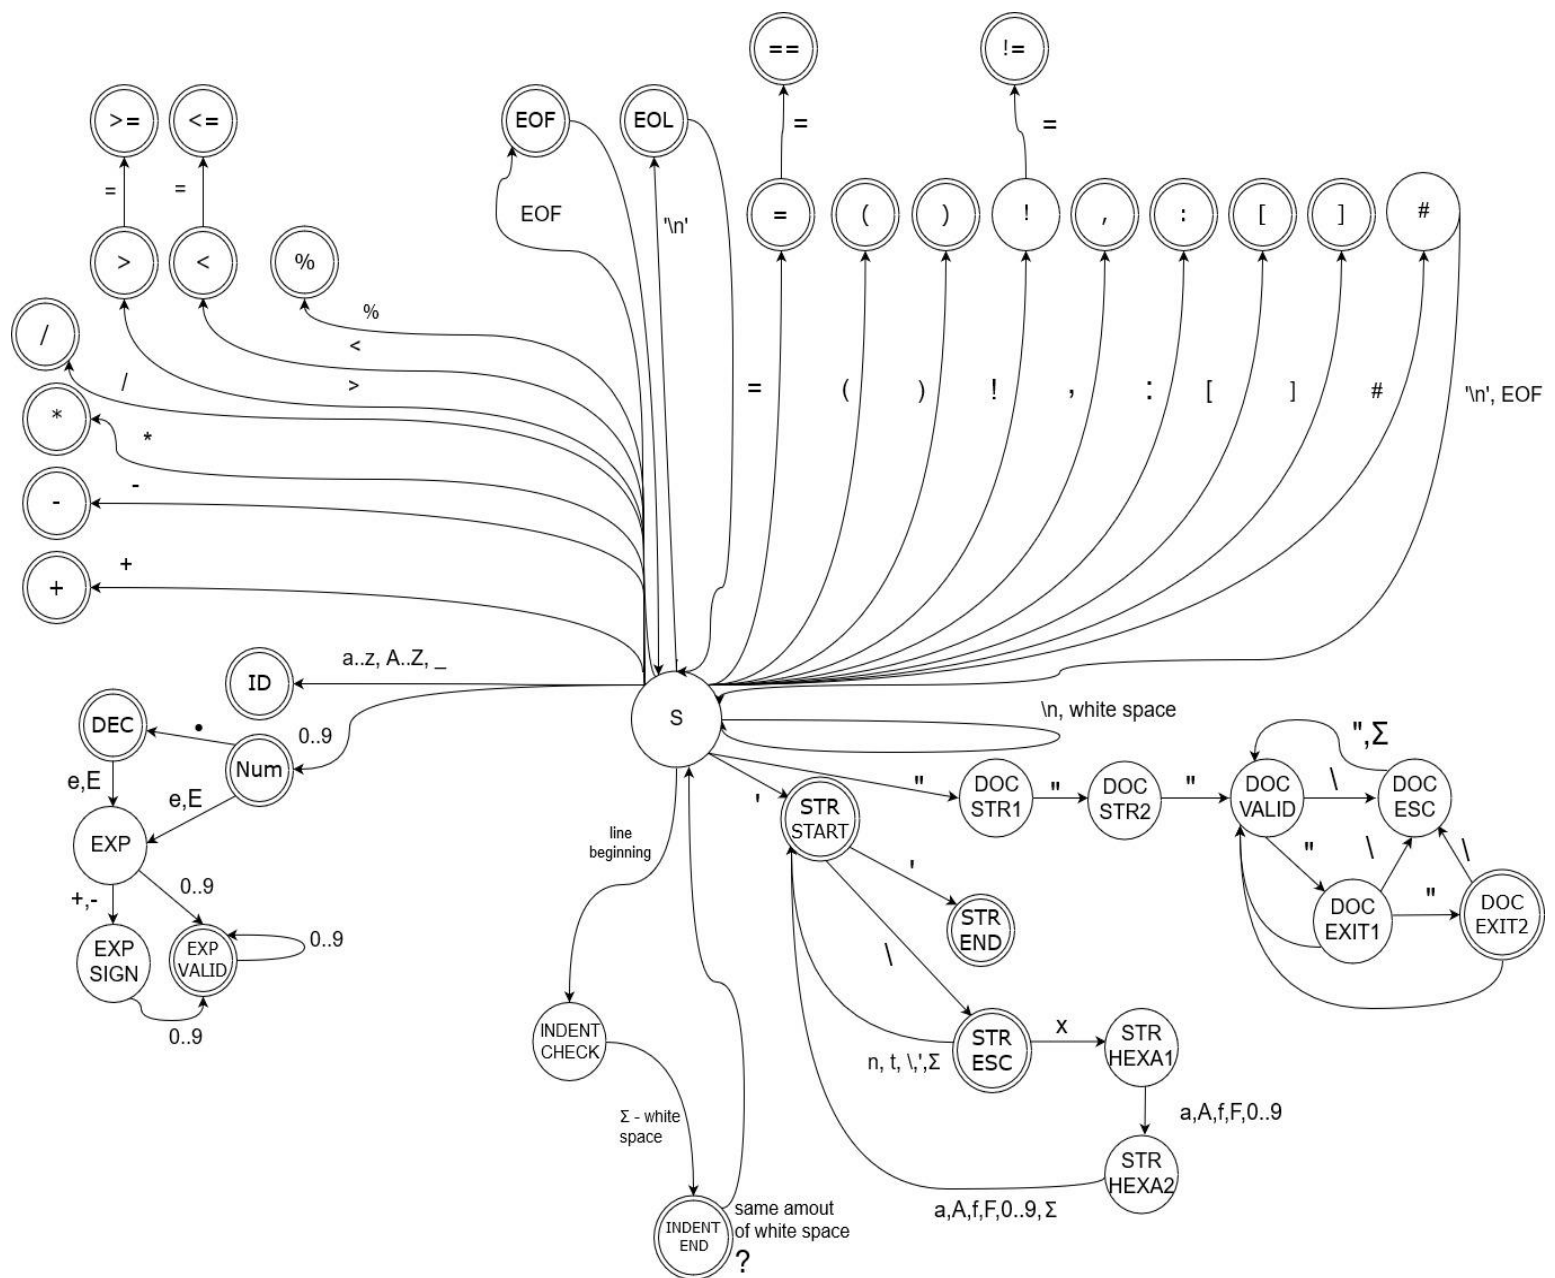 ==
!=
>=
<=
EOF
EOL
=
=
=
=
EOF
'\n'
=
(
)
!
,
:
[
]
#
>
<
%
/
%
<
>
/
*
*
-
-
+
+
=
(
)
!
,
:
[
]
#
'\n', EOF
a..z, A..Z, _
ID
DEC
•
0..9
Num
e,E
e,E
EXP
0..9
+,-
EXP
SIGN
EXP
VALID
0..9
0..9
S
\n, white space
line
beginning
'
STR
START
'
STR
END
\
STR
ESC
n, t, \,',Σ
x
STR
HEXA1
a,A,f,F,0..9
STR
HEXA2
a,A,f,F,0..9,Σ
"
DOC
STR1
"
DOC
STR2
"
DOC
VALID
\
DOC
ESC
",Σ
"
\
\
DOC
EXIT1
"
DOC
EXIT2
INDENT
CHECK
Σ - white
space
INDENT
END
same amout
of white space
?